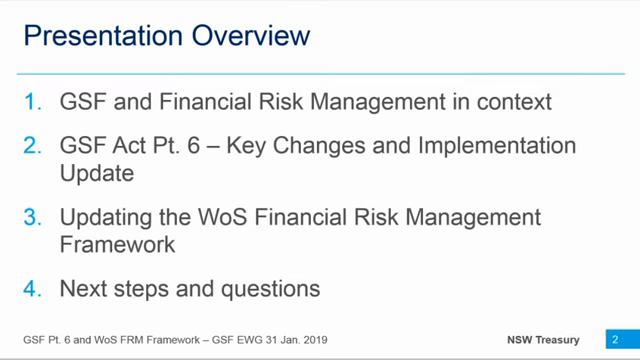 Presentation Overview
1. GSF and Financial Risk Management in context
2. GSF Act Pt. 6 – Key Changes and Implementation
Update
3. Updating the WoS Financial Risk Management
Framework
4. Next steps and questions
GSF Pt. 6 and WoS FRM Framework – GSF EWG 31 Jan. 2019
NSW Treasury
2